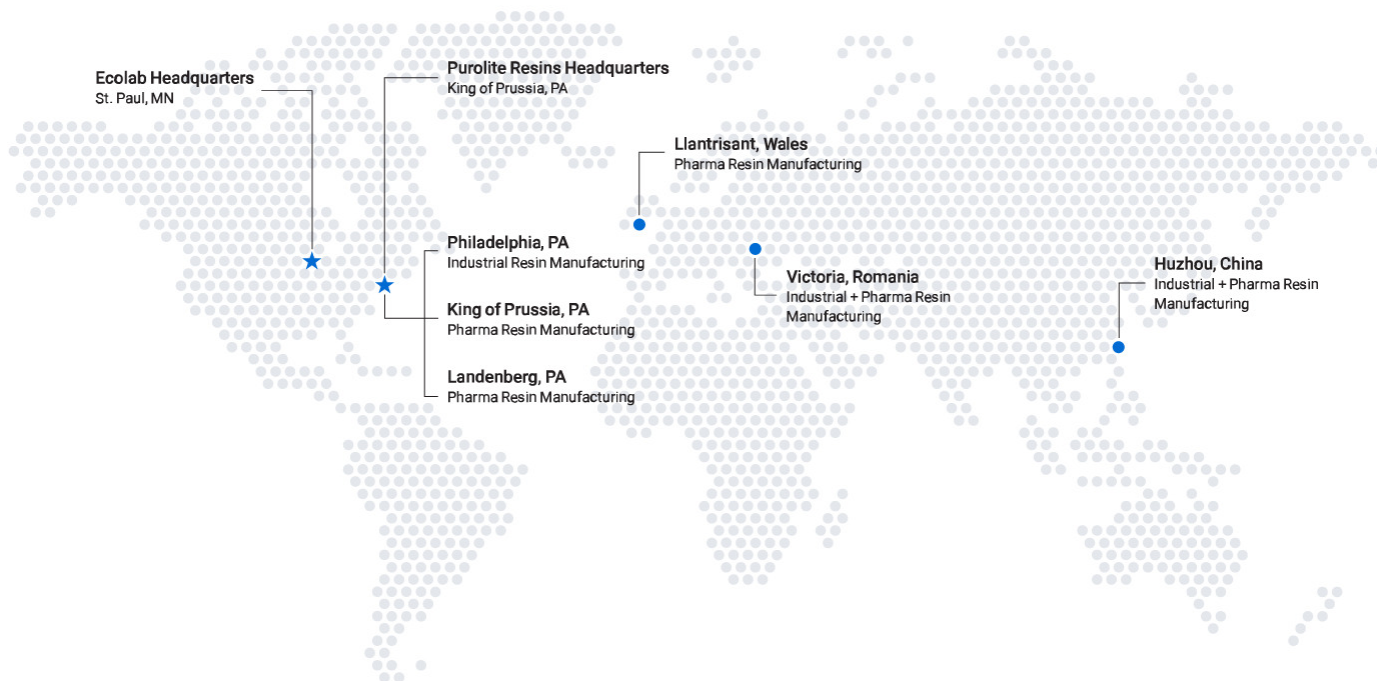 Ecolab Headquarters
St. Paul, MN
Purolite Resins Headquarters
King of Prussia, PA
Llantrisant, Wales
Pharma Resin Manufacturing
Philadelphia, PA
Industrial Resin Manufacturing
King of Prussia, PA
Pharma Resin Manufacturing
Landenberg, PA
Pharma Resin Manufacturing
Victoria, Romania
Industrial + Pharma Resin
Manufacturing
Huzhou, China
Industrial + Pharma Resin
Manufacturing